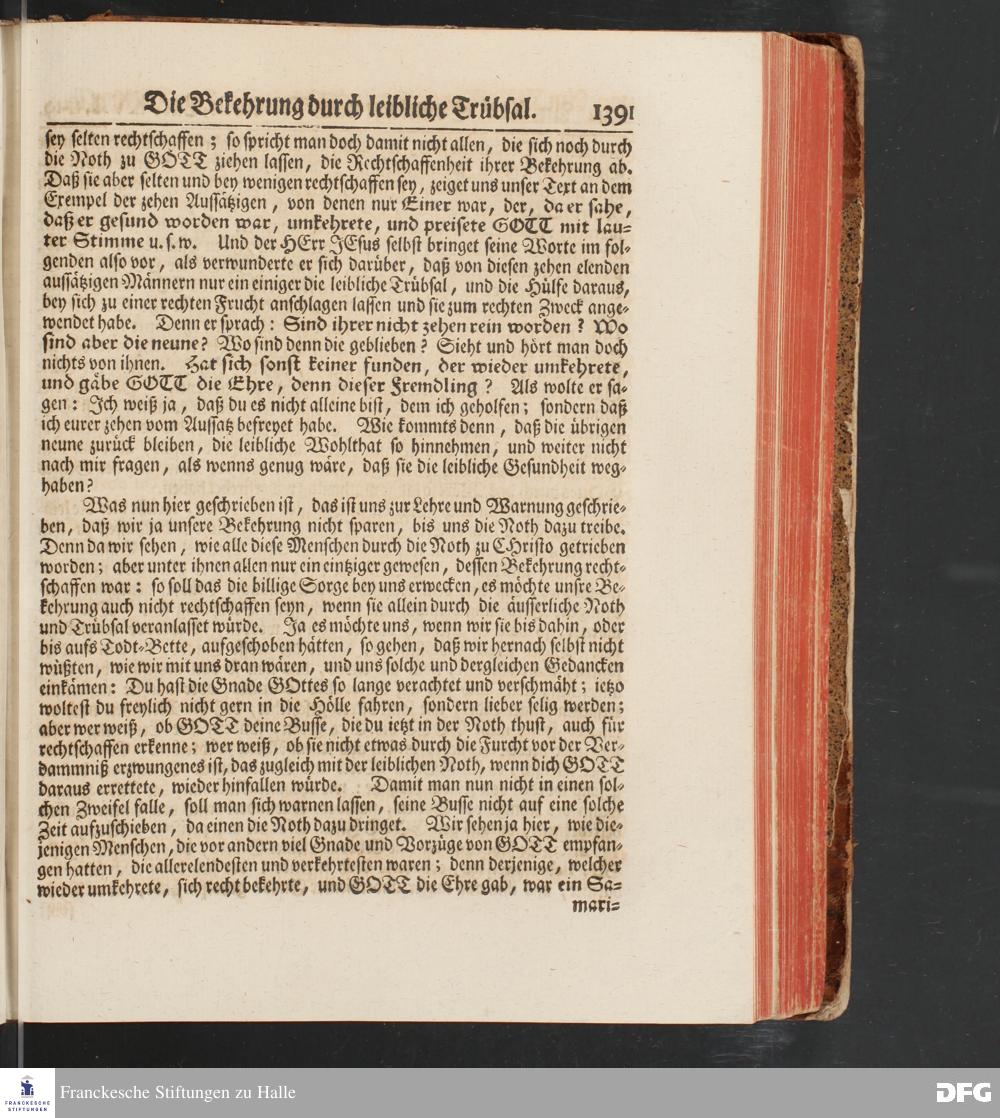 Die Bekehrung durch leibliche Trübsal. 1391
sey selten rechtschaffen; so spricht man doch damit nicht allen, die sich noch durch
die Noth zu GOTT ziehen lassen, die Rechtschaffenheit ihrer Bekehrung ab.
Daß sie aber selten und bey wenigen rechtschaffen sey, zeiget uns unser Text an dem
Exempel der zehen Aussätzigen, von denen nur Einer war, der, da er sahe,
daß er gesund worden war, umkehrete, und preisete GOTT mit lau-
ter Stimme u. s. w. Und der HErr JEsus selbst bringet seine Worte im fol-
genden also vor, als verwunderte er sich darüber, daß von diesen zehen elenden
aussätzigen Männern nur ein einiger die leibliche Trübsal, und die Hülfe daraus,
bey sich zu einer rechten Frucht anschlagen lassen und sie zum rechten Zweck ange-
wendet habe. Denn er sprach: Sind ihrer nicht zehen rein worden? Wo
sind aber die neune? Wo sind denn die geblieben? Sieht und hört man doch
nichts von ihnen. Hat sich sonst keiner funden, der wieder umkehrete,
und gäbe GOTT die Ehre, denn dieser Fremdling? Als wolte er sa-
gen: Ich weiß ja, daß du es nicht alleine bist, dem ich geholfen; sondern daß
ich eurer zehen vom Aussatz befreyet habe. Wie kommts denn, daß die übrigen
neune zurück bleiben, die leibliche Wohlthat so hinnehmen, und weiter nicht
nach mir fragen, als wenns genug wäre, daß sie die leibliche Gesundheit weg-
haben?
Was nun hier geschrieben ist, das ist uns zur Lehre und Warnung geschrie-
ben, daß wir ja unsere Bekehrung nicht sparen, bis uns die Noth dazu treibe.
Denn da wir sehen, wie alle diese Menschen durch die Noth zu CHristo getrieben
worden; aber unter ihnen allen nur ein eintziger gewesen, dessen Bekehrung recht-
schaffen war: so soll das die billige Sorge bey uns erwecken, es möchte unsre Be-
kehrung auch nicht rechtschaffen seyn, wenn sie allein durch die äusserliche Noth
und Trübsal veranlasset würde. Ja es möchte uns, wenn wir sie bis dahin, oder
bis aufs Todt-Bette, aufgeschoben hätten, so gehen, daß wir hernach selbst nicht
wüßten, wie wir mit uns dran wären, und uns solche und dergleichen Gedancken
einkämen: Du hast die Gnade GOttes so lange verachtet und verschmäht; ietzo
woltest du freylich nicht gern in die Hölle fahren, sondern lieber selig werden;
aber wer weiß, ob GOTT deine Busse, die du ietzt in der Noth thust, auch für
rechtschaffen erkenne; wer weiß, ob sie nicht etwas durch die Furcht vor der Ver-
dammniß erzwungenes ist, das zugleich mit der leiblichen Noth, wenn dich GOTT
daraus errettete, wieder hinfallen würde. Damit man nun nicht in einen sol-
chen Zweifel falle, soll man sich warnen lassen, seine Busse nicht auf eine solche
Zeit aufzuschieben, da einen die Noth dazu dringet. Wir sehen ja hier, wie die-
jenigen Menschen, die vor andern viel Gnade und Vorzüge von GOTT empfan-
gen hatten, die allerelendesten und verkehrtesten waren; denn derjenige, welcher
wieder umkehrete, sich recht bekehrte, und GOTT die Ehre gab, war ein Sa-
mari-
FRANCKESCHE
STIFTUNGEN
Franckesche Stiftungen zu Halle
DFG